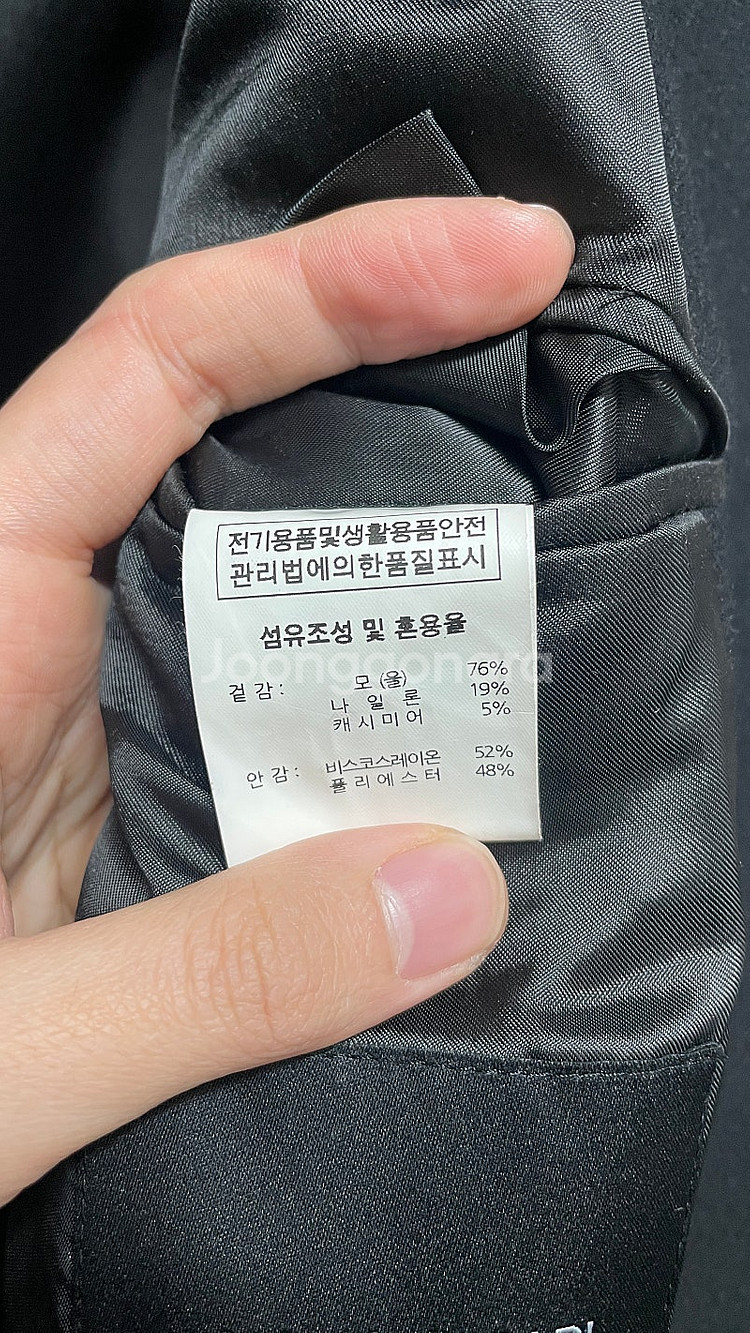 전기용품및생활용품안전
관리법에의한품질표시
섬유조성 및 혼용율
겉감: 모(울) 76%
나일론 19%
캐시미어 5%
안감: 비스코스레이온 52%
폴리에스터 48%
Joonggonara